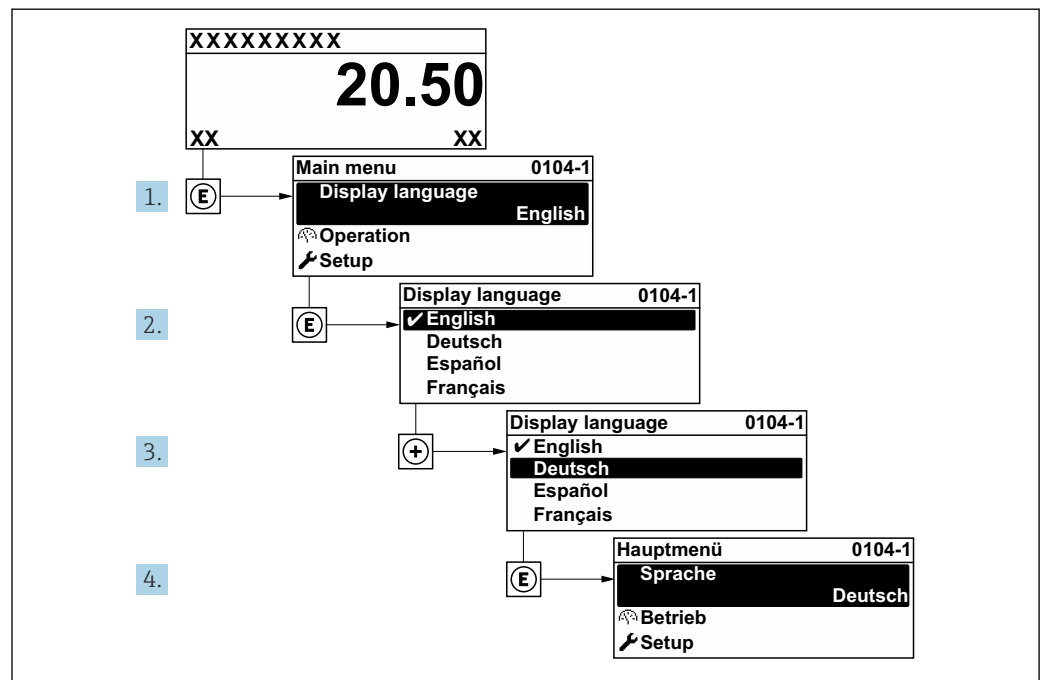 XXXXXXXXX
20.50
XX XX
Main menu 0104-1
1. E Display language
English
Operation
Setup
Display language 0104-1
2. E ✔English
Deutsch
Español
Français
Display language 0104-1
3. + ✔English
Deutsch
Español
Français
Hauptmenü 0104-1
4. E Sprache
Deutsch
Betrieb
Setup